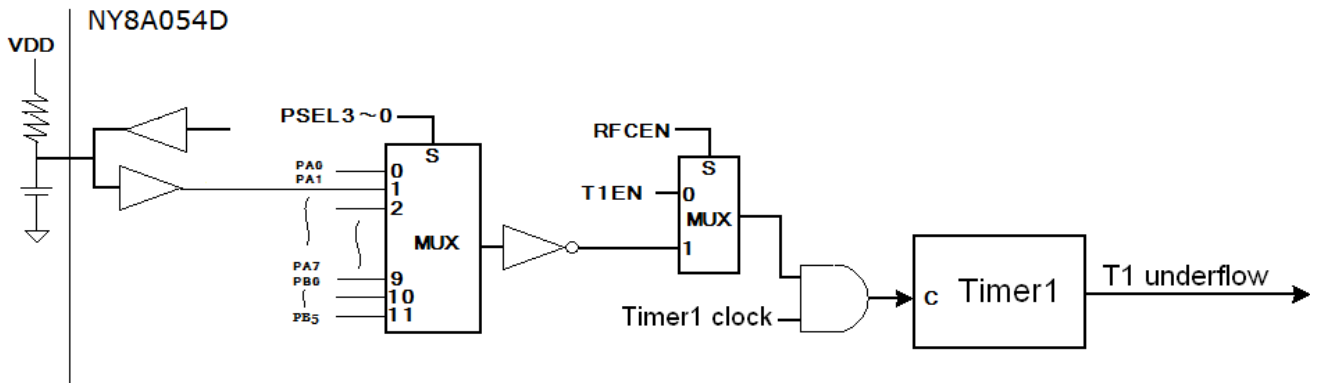 NY8A054D
VDD
PSEL3~0
RFCEN
S
PA0
0
PA1
1
2
MUX
PA7
9
PB0
10
PB5
11
S
T1EN
0
MUX
1
Timer1 clock
C
Timer1
T1 underflow